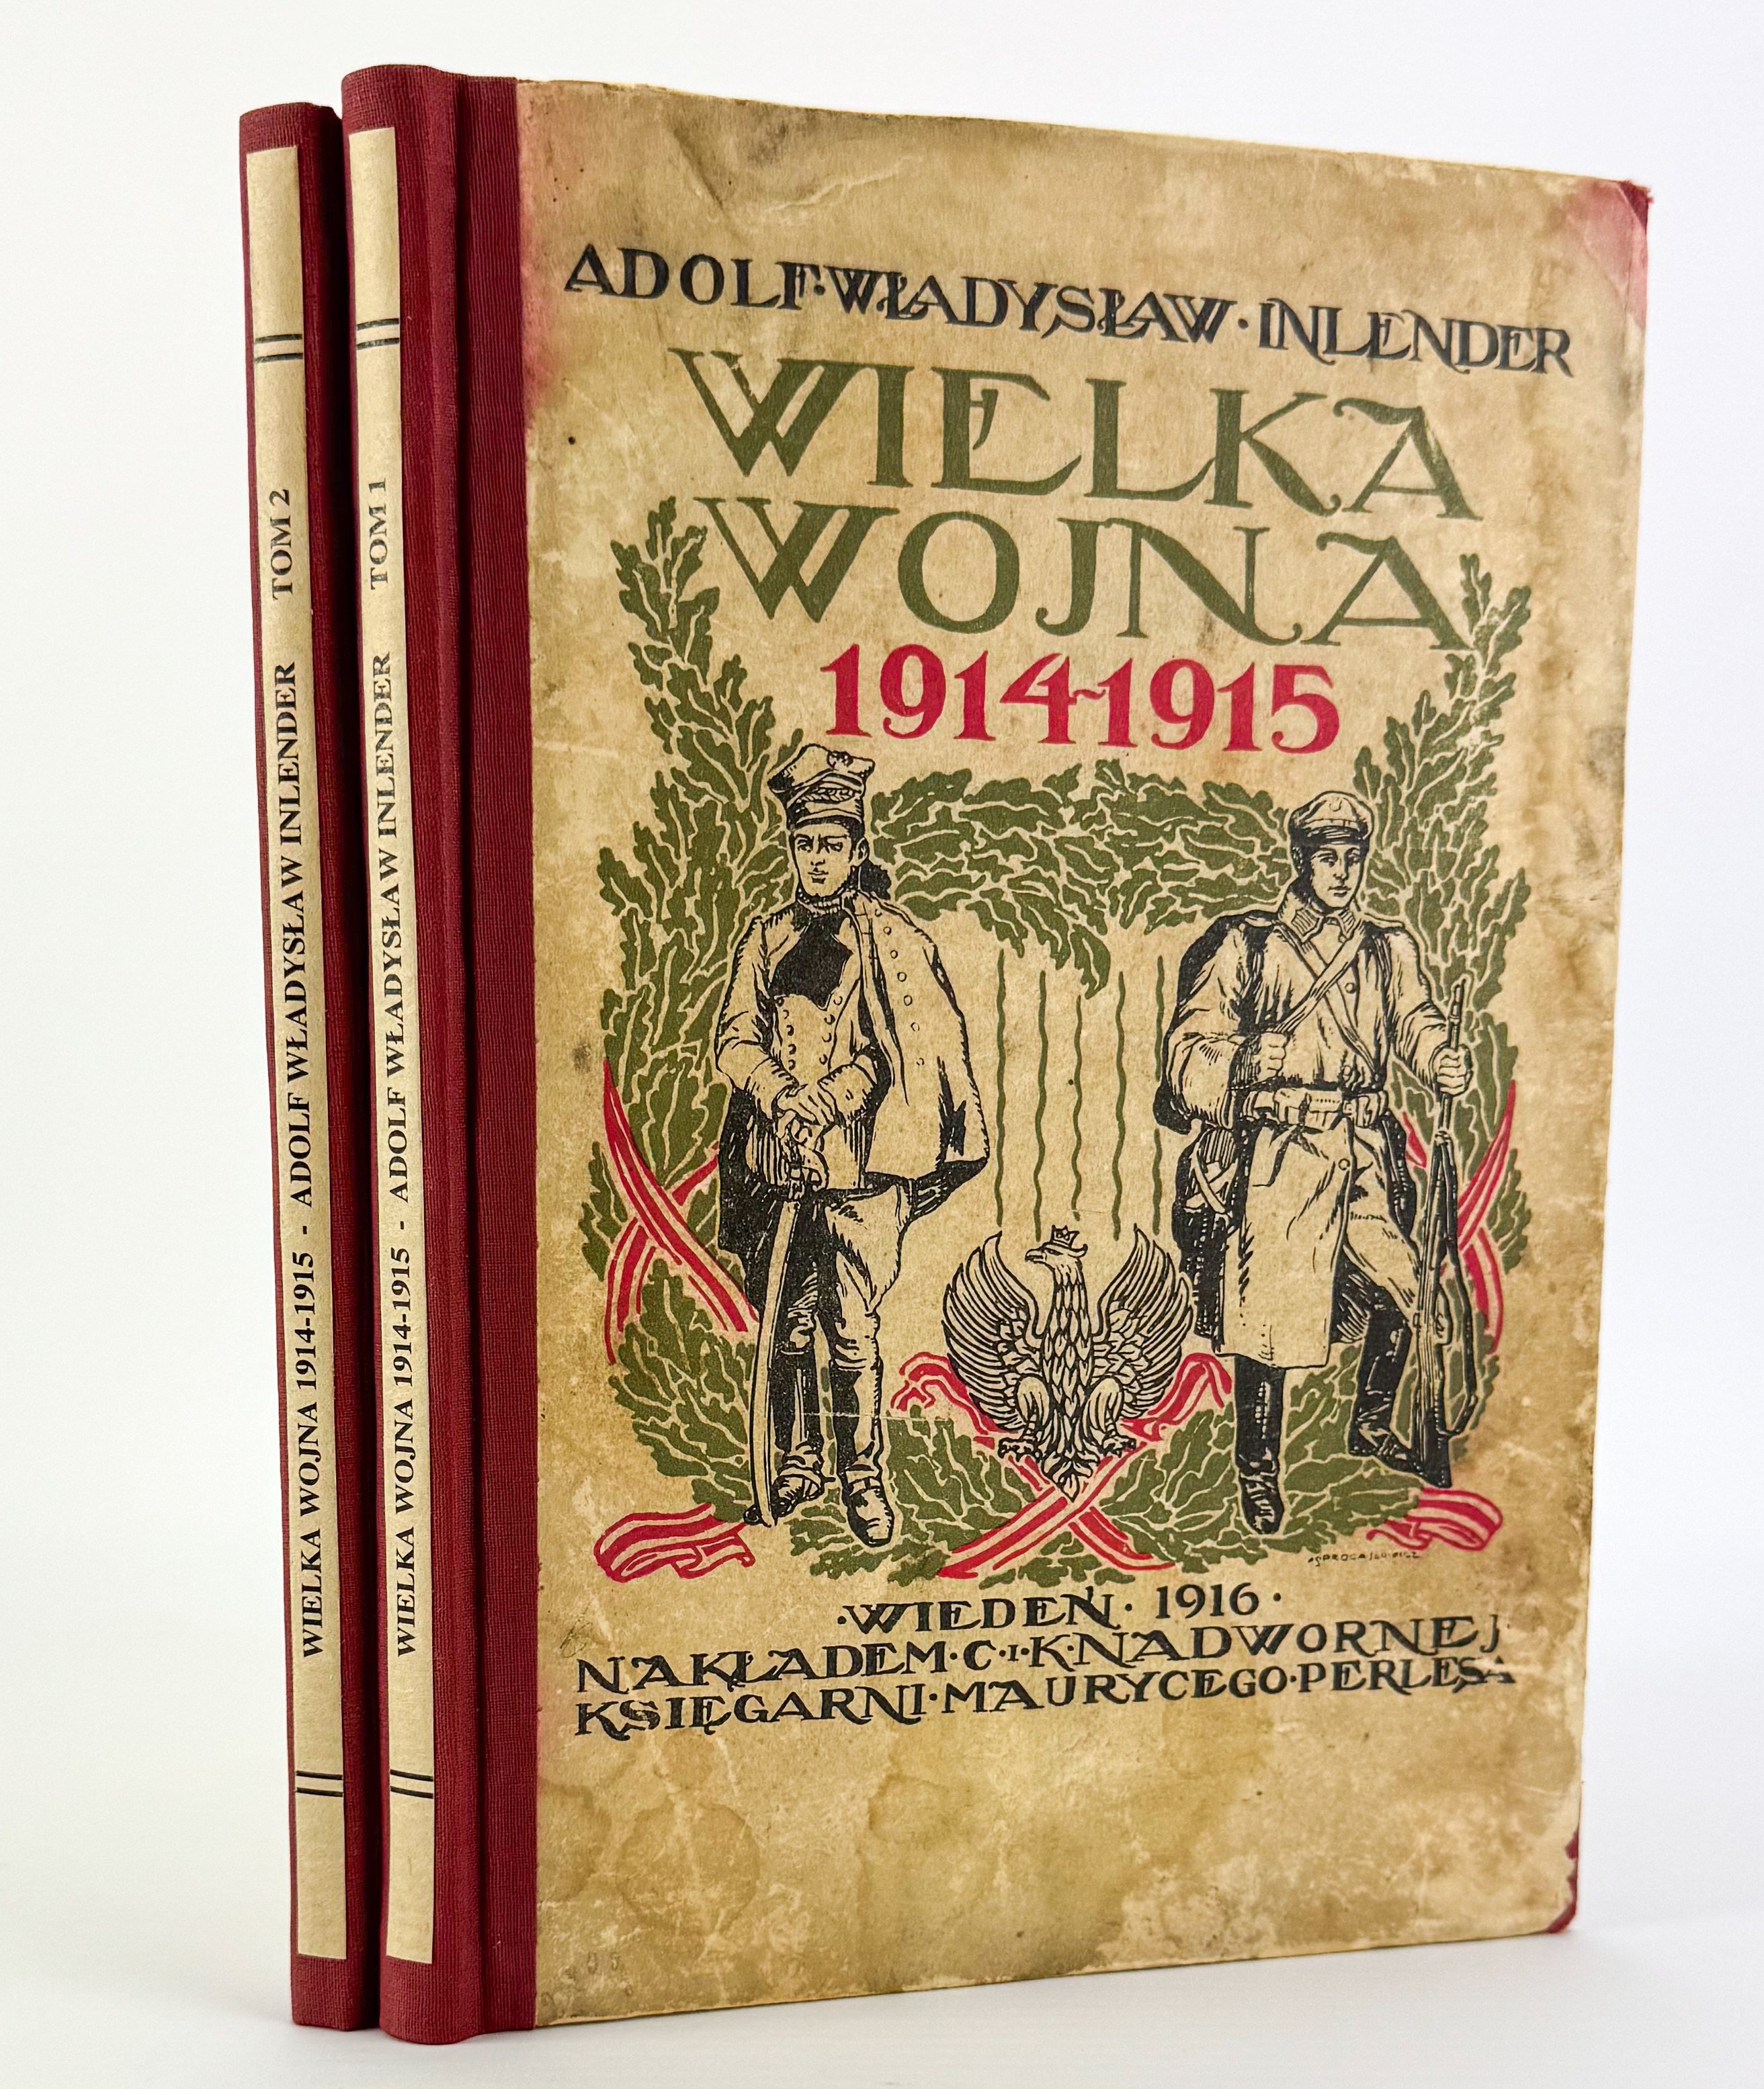 WIELKA WOJNA 1914-1915 - ADOLF WŁADYSŁAW INLENDER TOM 2
WIELKA WOJNA 1914-1915 - ADOLF WŁADYSŁAW INLENDER TOM 1
ADOLF·WŁADYSŁAW·INLENDER
WIELKA
WOJNA
1914-1915
·WIEDEŃ· 1916·
NAKŁADEM·C·I·K·NADWORNEJ
KSIĘGARNI·MAURYCEGO·PERLESA